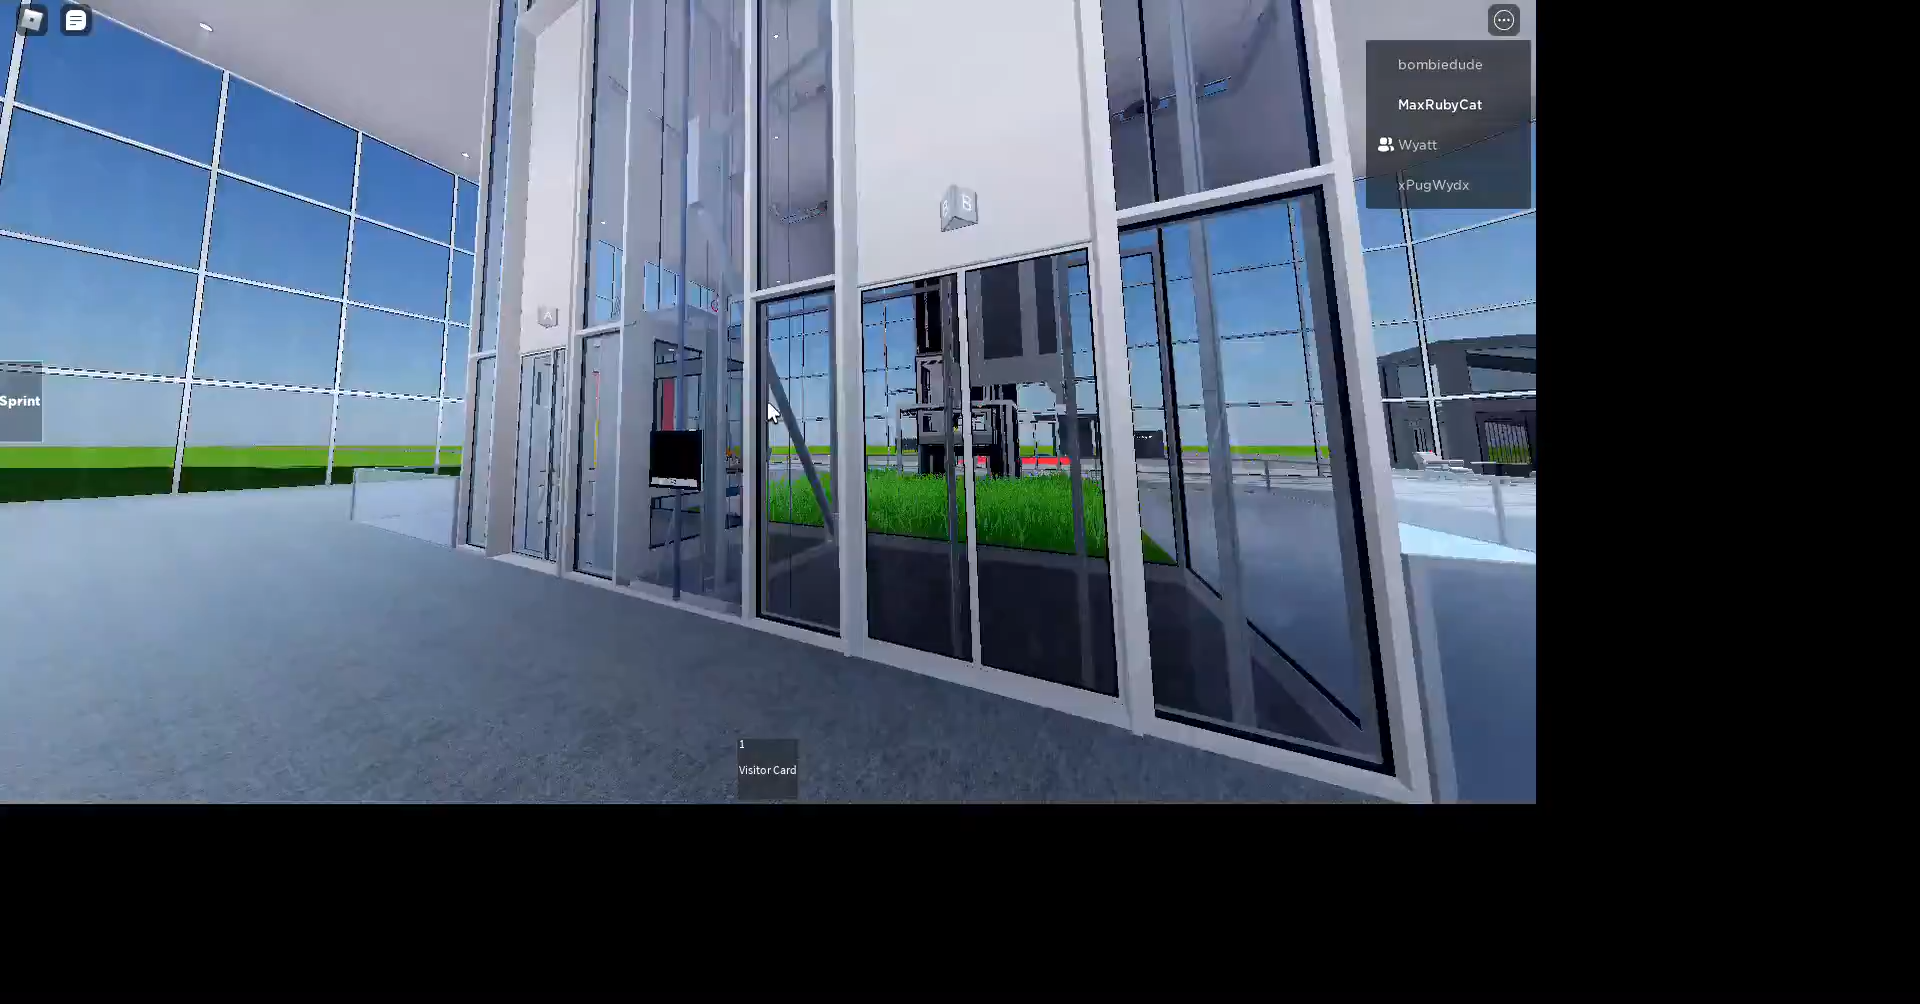 bombiedude
MaxRubyCat
Wyatt
xPugWydx
B B
A
Sprint
1
Visitor Card